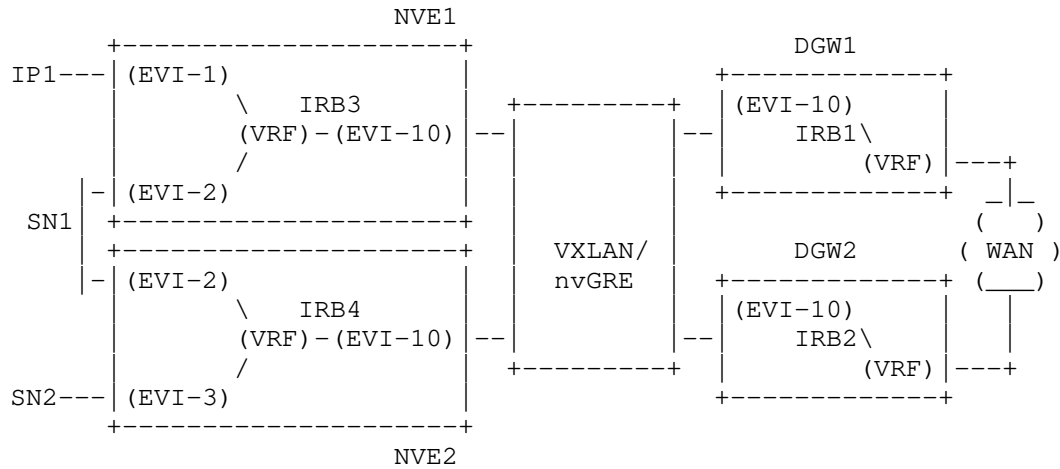 NVE1
DGW1
IP1---|(EVI-1)
IRB3
(VRF)-(EVI-10)
(EVI-10)
IRB1
(VRF)
(EVI-2)
SN1
VXLAN/
nvGRE
DGW2
( WAN )
(EVI-2)
IRB4
(VRF)-(EVI-10)
(EVI-10)
IRB2
(VRF)
SN2---|(EVI-3)
NVE2